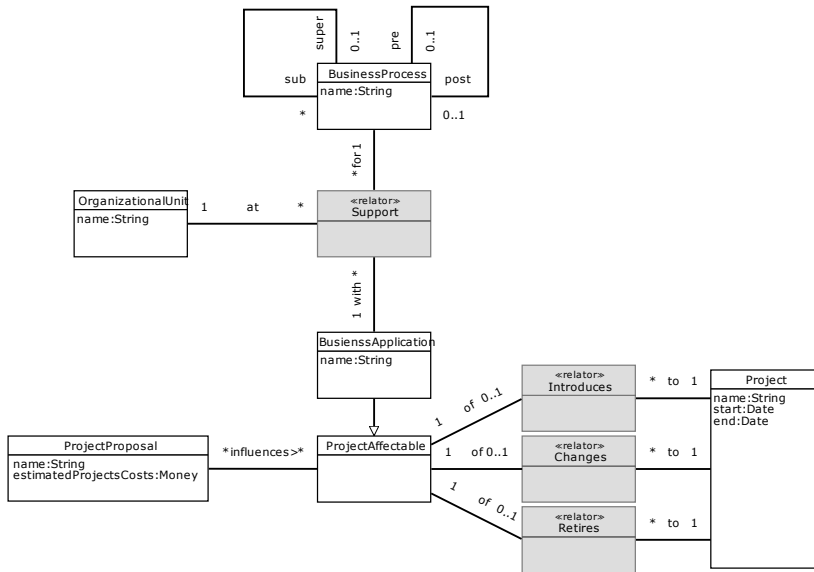 super
0..1
pre
0..1
sub
BusinessProcess
post
name:String
*
0..1
* for 1
OrganizationalUnit
name:String
1 at *
«relator»
Support
1 with *
BusienssApplication
name:String
«relator»
Introduces
1 of 0..1
* to 1
Project
name:String
start:Date
end:Date
ProjectProposal
name:String
estimatedProjectsCosts:Money
*influences>*
ProjectAffectable
1 of 0..1
«relator»
Changes
* to 1
1 of 0..1
«relator»
Retires
* to 1